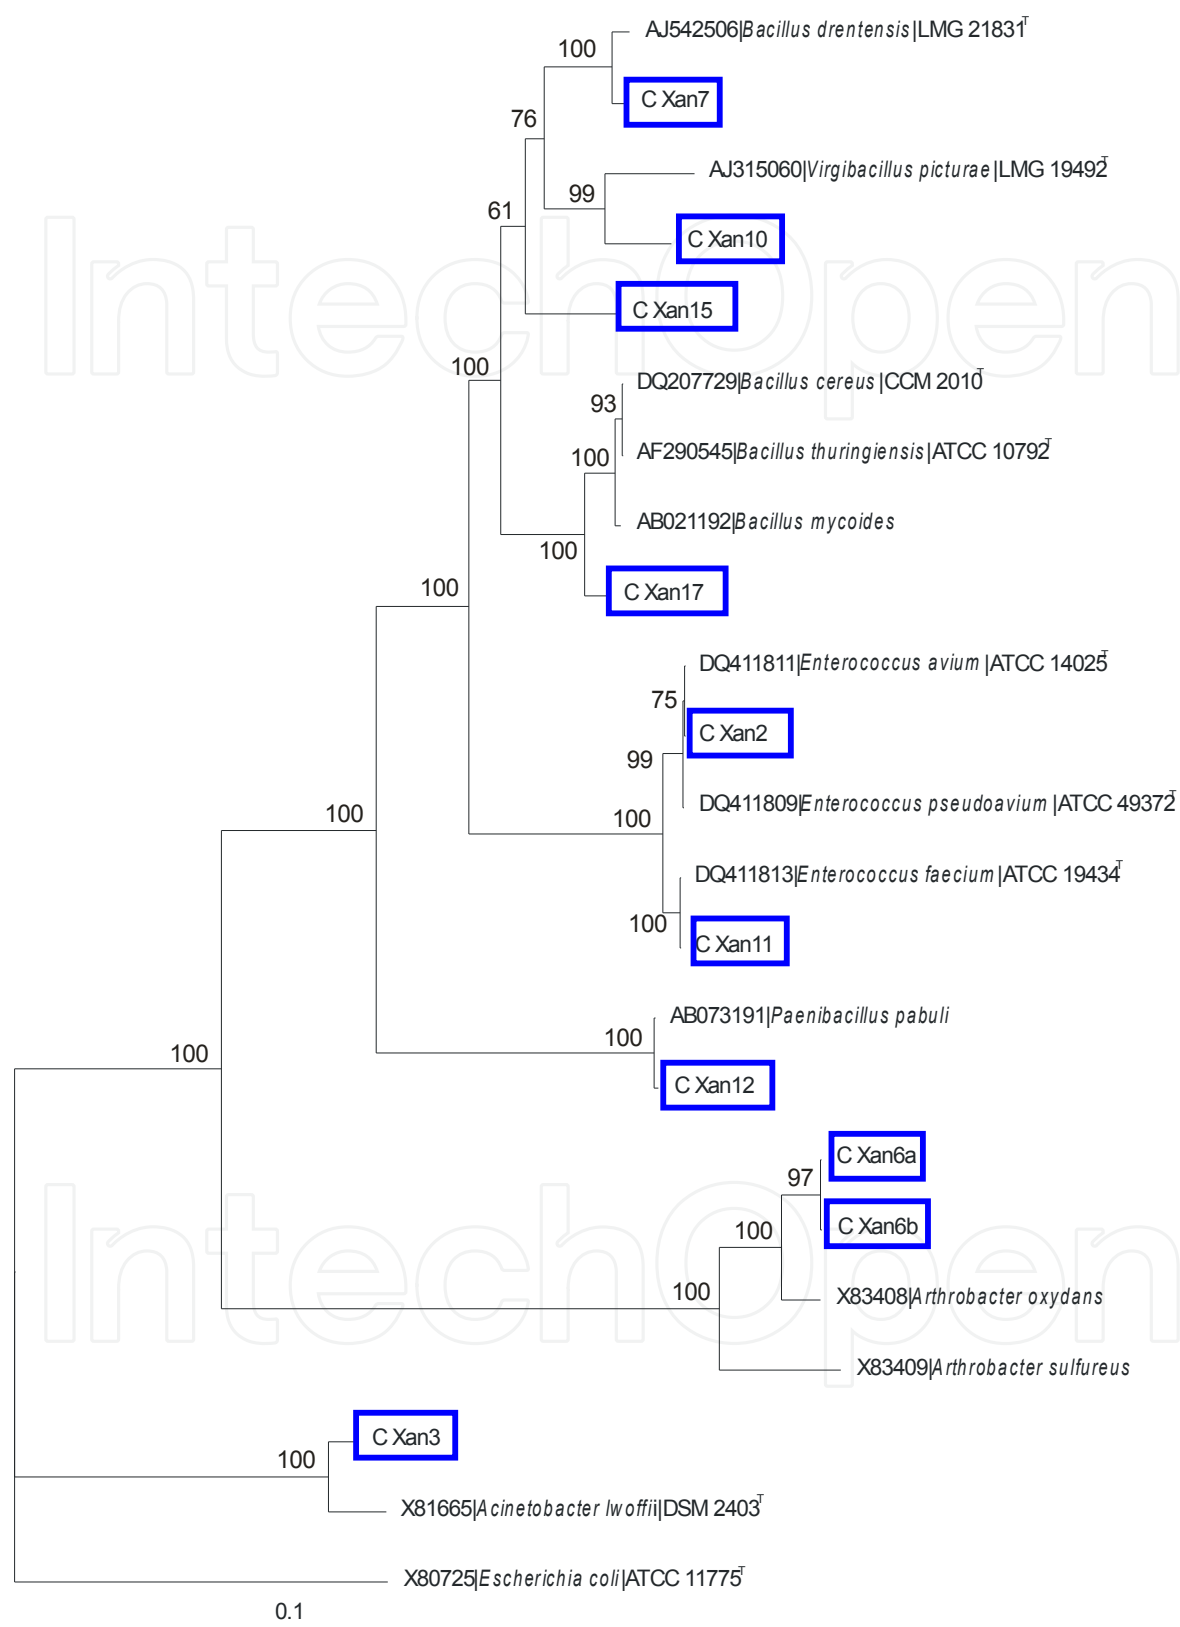 AJ542506|Bacillus drentensis|LMG 21831T
100
C Xan7
76
AJ315060|Virgibacillus picturae|LMG 19492T
99
61
C Xan10
IntechOpen
C Xan15
100
DQ207729|Bacillus cereus|CCM 2010T
93
AF290545|Bacillus thuringiensis|ATCC 10792T
100
AB021192|Bacillus mycoides
100
C Xan17
100
DQ411811|Enterococcus avium|ATCC 14025T
75
C Xan2
99
DQ411809|Enterococcus pseudoavium|ATCC 49372T
100
100
DQ411813|Enterococcus faecium|ATCC 19434T
100
C Xan11
AB073191|Paenibacillus pabuli
100
100
C Xan12
C Xan6a
97
C Xan6b
100
IntechOpen
100
X83408|Arthrobacter oxydans
X83409|Arthrobacter sulfureus
C Xan3
100
X81665|Acinetobacter lwoffii|DSM 2403T
X80725|Escherichia coli|ATCC 11775T
0.1